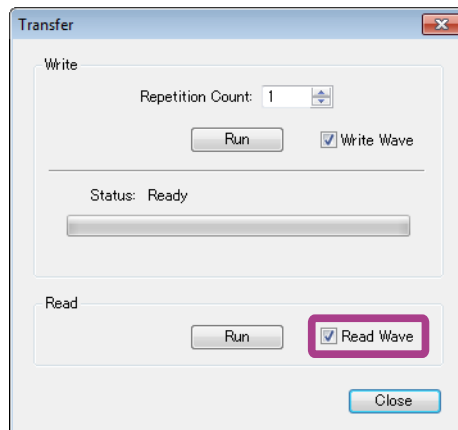 Transfer
Write
Repetition Count: 1
Run Write Wave
Status: Ready
Read
Run Read Wave
Close